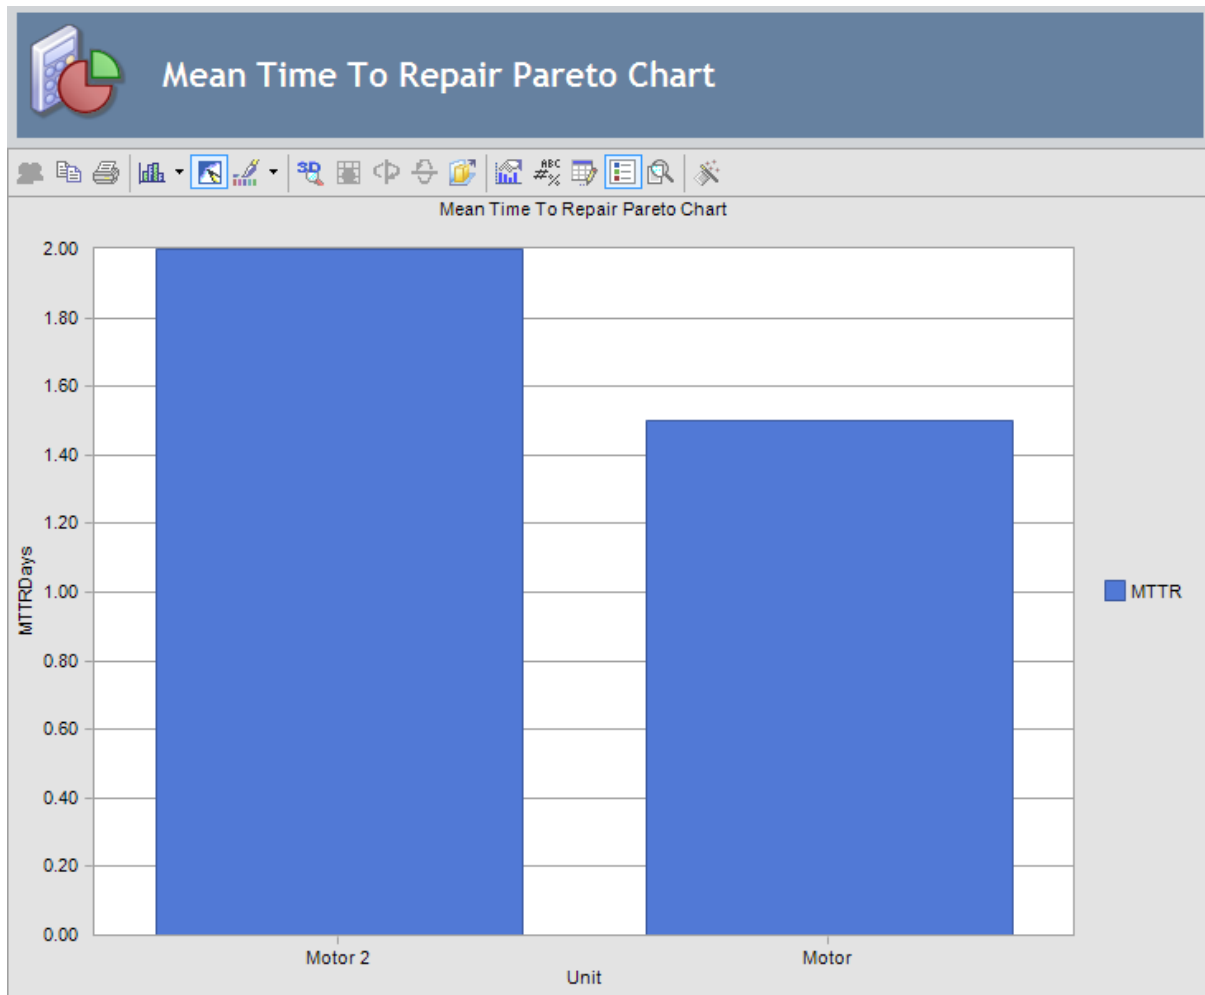 Mean Time To Repair Pareto Chart
3D
ABC
#%
Mean Time To Repair Pareto Chart
2.00
1.80
1.60
1.40
1.20
1.00
0.80
0.60
0.40
0.20
0.00
MTTRDays
Motor 2
Motor
Unit
MTTR